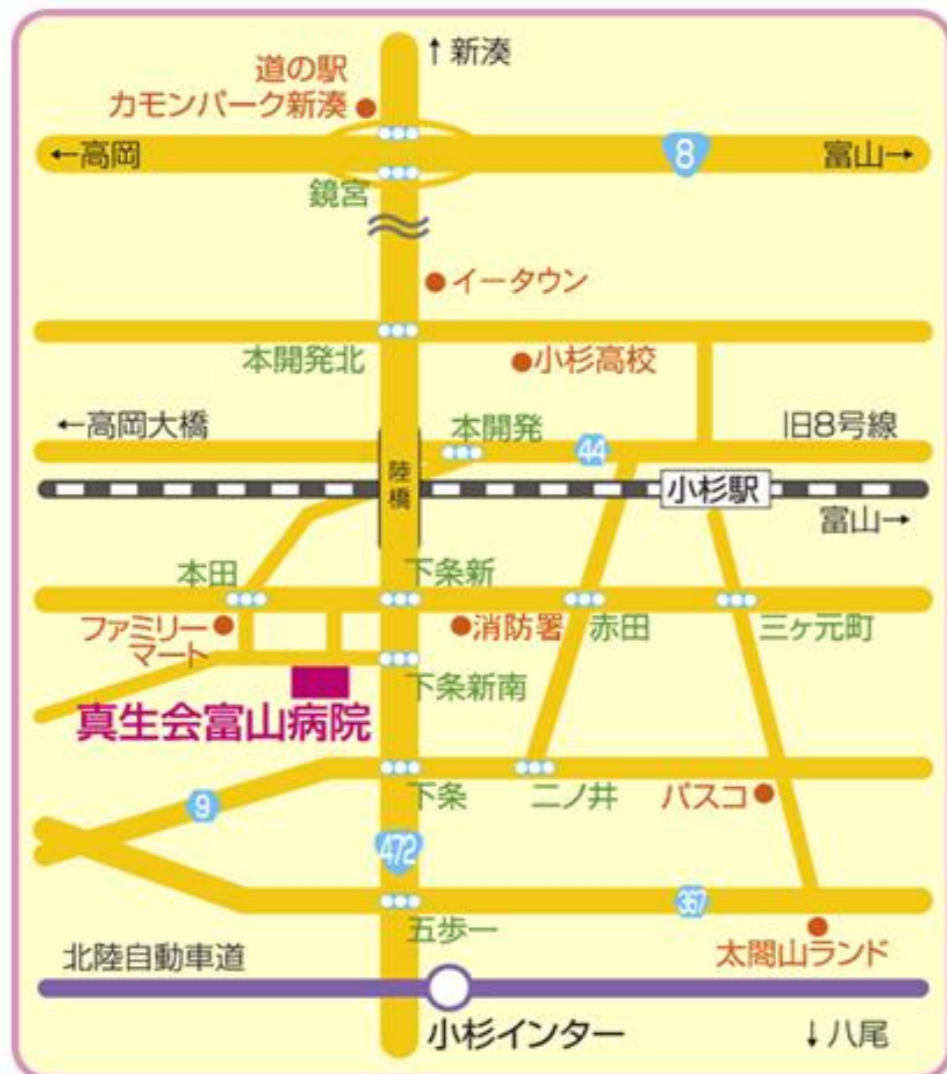 ↑新湊
道の駅
カモンパーク新湊
←高岡
8
富山→
鏡宮
イータウン
本開発北
小杉高校
←高岡大橋
本開発
44
旧8号線
陸橋
小杉駅
富山→
本田
下条新
ファミリー
マート
消防署
赤田
三ヶ元町
下条新南
真生会富山病院
下条
二ノ井
パスコ
9
472
367
五歩一
北陸自動車道
太閤山ランド
小杉インター
↓八尾